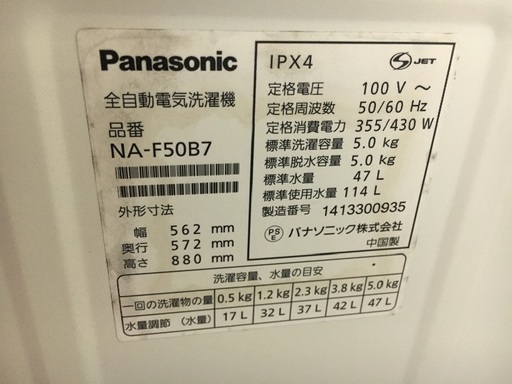 Panasonic
全自動電気洗濯機
品番
NA-F50B7
外形寸法
幅 562 mm
奥行 572 mm
高さ 880 mm
IPX4
S JET
定格電圧 100 V～
定格周波数 50/60 Hz
定格消費電力 355/430 W
標準洗濯容量 5.0 kg
標準脱水容量 5.0 kg
標準水量 47 L
標準使用水量 114 L
製造番号 1413300935
PS E パナソニック株式会社
中国製
洗濯容量、水量の目安
一回の洗濯物の量 0.5 kg 1.2 kg 2.3 kg 3.8 kg 5.0 kg
水量調節（水量） 17 L 32 L 37 L 42 L 47 L